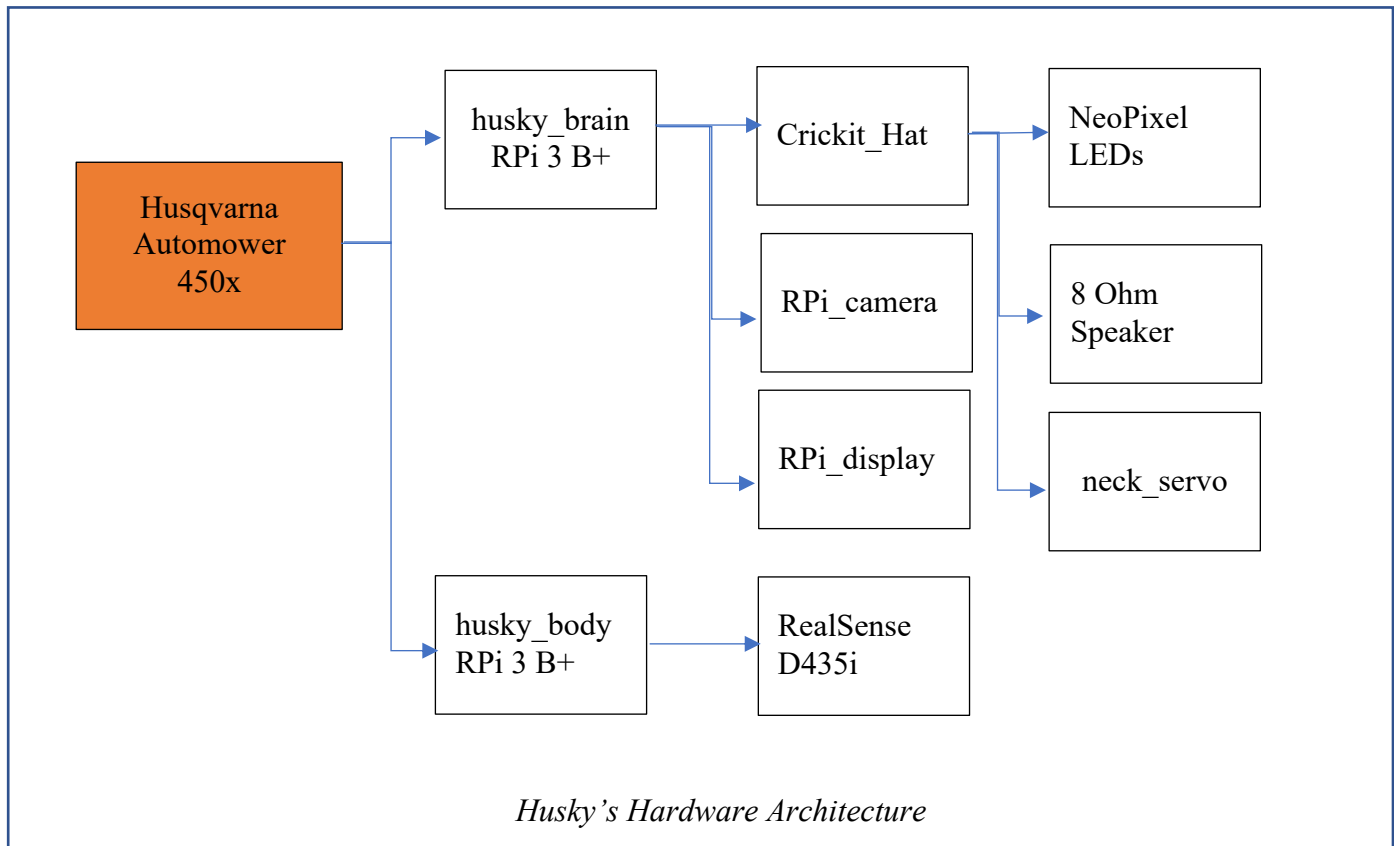 Husqvarna
Automower
450x
husky_brain
RPi 3 B+
Crickit_Hat
NeoPixel
LEDs
RPi_camera
8 Ohm
Speaker
RPi_display
neck_servo
husky_body
RPi 3 B+
RealSense
D435i
Husky’s Hardware Architecture